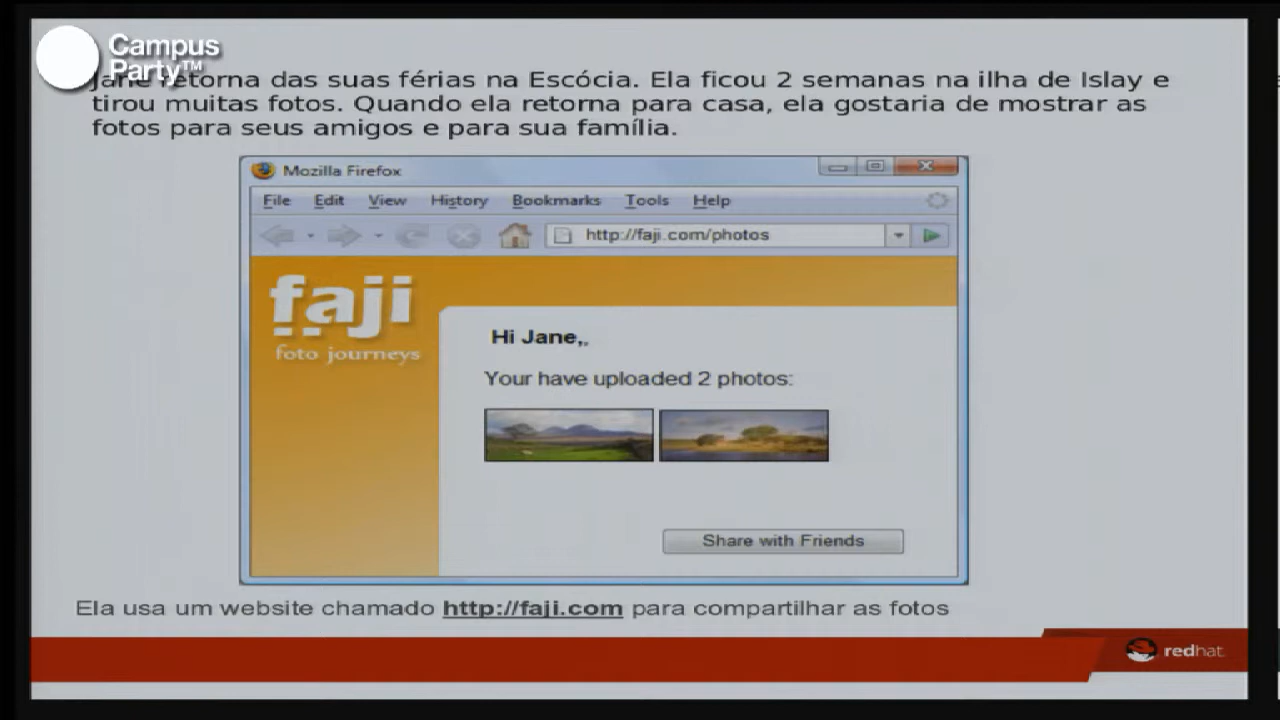 Campus
Party™
Jane retorna das suas férias na Escócia. Ela ficou 2 semanas na ilha de Islay e
tirou muitas fotos. Quando ela retorna para casa, ela gostaria de mostrar as
fotos para seus amigos e para sua família.
Mozilla Firefox
File Edit View History Bookmarks Tools Help
http://faji.com/photos
faji
foto journeys
Hi Jane,,
Your have uploaded 2 photos:
Share with Friends
Ela usa um website chamado http://faji.com para compartilhar as fotos
redhat.